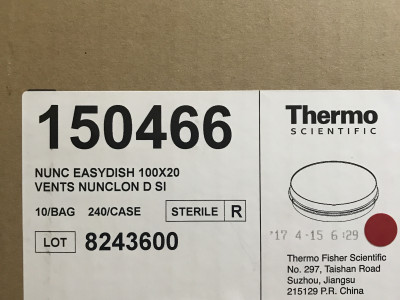 150466
Thermo
SCIENTIFIC
NUNC EASYDISH 100X20
VENTS NUNCLON D SI
10/BAG 240/CASE STERILE R
LOT 8243600
'17 4-15 6:29
Thermo Fisher Scientific
No. 297, Taishan Road
Suzhou, Jiangsu
215129 P.R. China